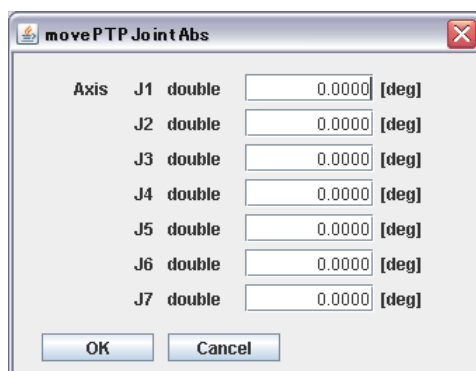 movePTPJointAbs
Axis J1 double 0.0000 [deg]
J2 double 0.0000 [deg]
J3 double 0.0000 [deg]
J4 double 0.0000 [deg]
J5 double 0.0000 [deg]
J6 double 0.0000 [deg]
J7 double 0.0000 [deg]
OK Cancel